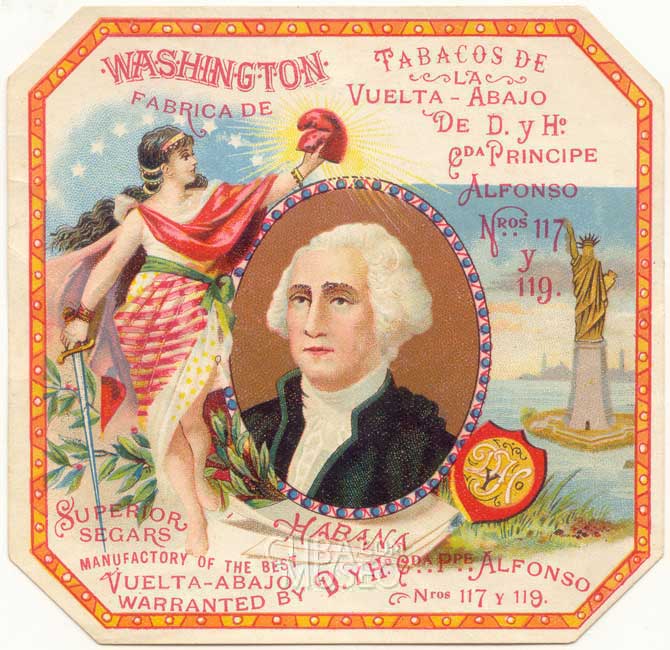 WASHINGTON
FABRICA DE
TABACOS DE
LA
VUELTA-ABAJO
DE D. Y Hº
CDA PRINCIPE
ALFONSO
Nros 117
y
119.
D Y Hº
SUPERIOR
SEGARS
HABANA
MANUFACTORY OF THE BEST
VUELTA-ABAJO
WARRANTED BY D. Y Hº CDA PPE ALFONSO
Nros 117 Y 119.